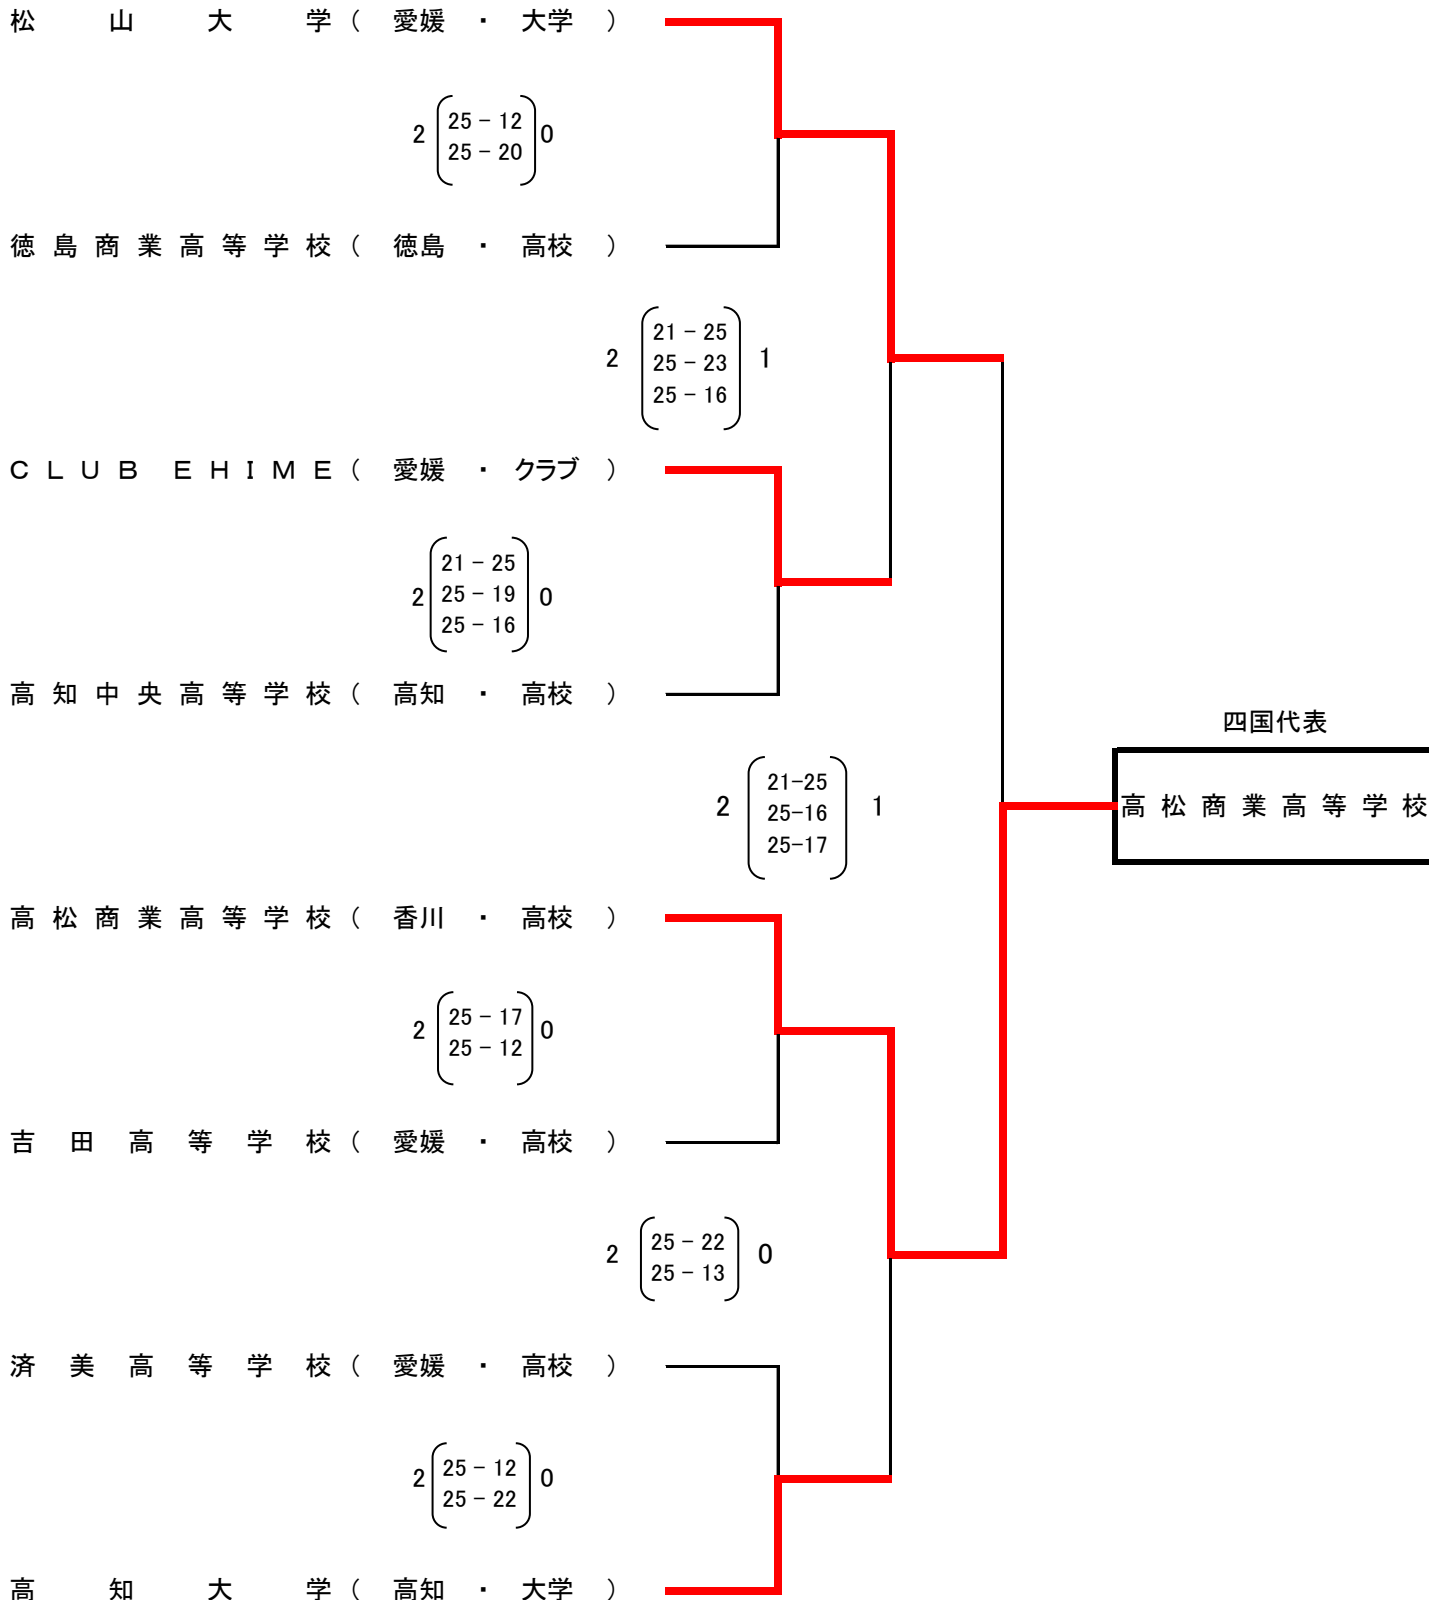 松山大学（愛媛・大学）
2 25－12 0
25－20
徳島商業高等学校（徳島・高校）
21－25
2 25－23 1
25－16
ＣＬＵＢ ＥＨＩＭＥ（愛媛・クラブ）
21－25
2 25－19 0
25－16
高知中央高等学校（高知・高校）
四国代表
21-25
2 25-16 1
25-17
高松商業高等学校
高松商業高等学校（香川・高校）
2 25－17 0
25－12
吉田高等学校（愛媛・高校）
2 25－22 0
25－13
済美高等学校（愛媛・高校）
2 25－12 0
25－22
高知大学（高知・大学）